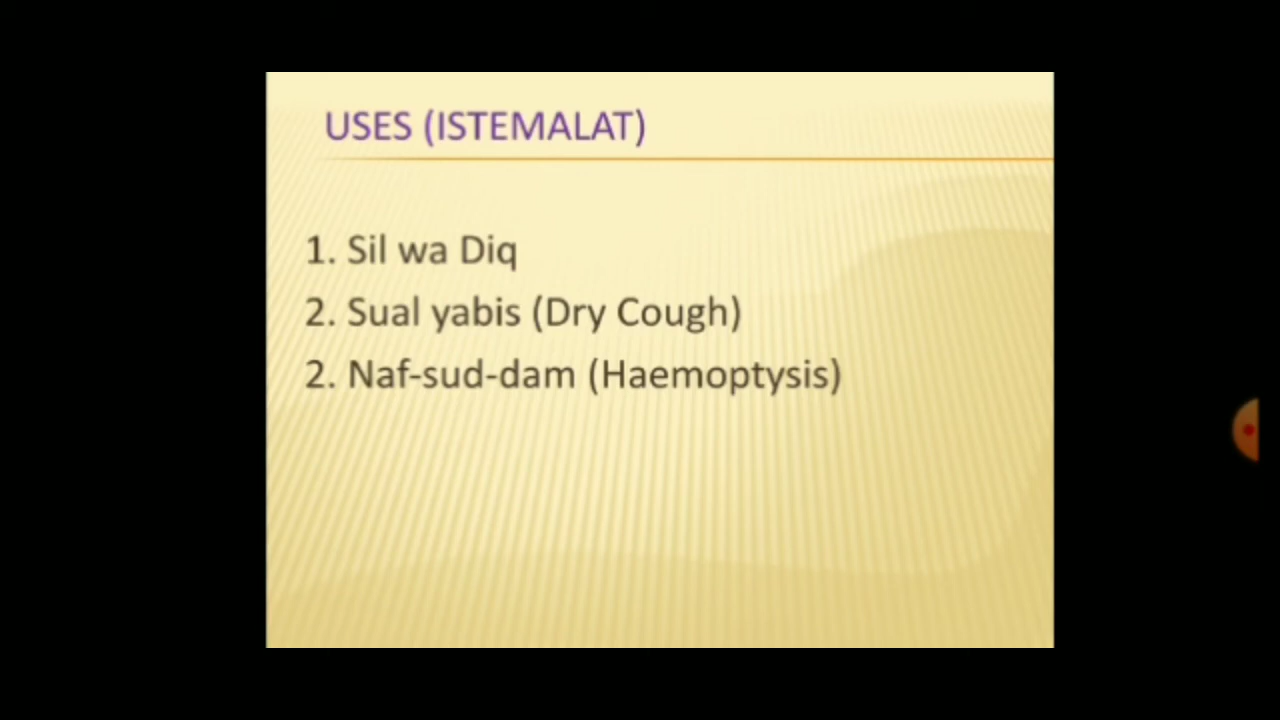 USES (ISTEMALAT)
1. Sil wa Diq
2. Sual yabis (Dry Cough)
2. Naf-sud-dam (Haemoptysis)